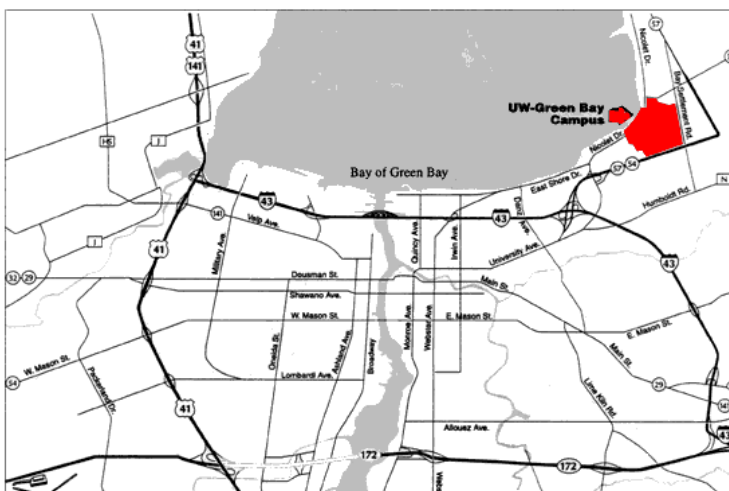 57
Nicolet Dr.
41
141
UW-Green Bay
Campus
Bay Settlement Rd.
Nicolet Dr.
HS
J
57
54
East Shore Dr.
Bay of Green Bay
Humboldt Rd.
N
43
43
141
Velp Ave.
Military Ave.
Quincy Ave.
Irwin Ave.
University Ave.
J
41
43
32
29
Dousman St.
Main St.
Shawano Ave.
W. Mason St.
E. Mason St.
E. Mason St.
Oneida St.
Ashland Ave.
Broadway
Monroe Ave.
Webster Ave.
Main St.
W. Mason St.
54
Packerland Dr.
Lombardi Ave.
Lime Kiln Rd.
29
141
41
Allouez Ave.
43
172
172